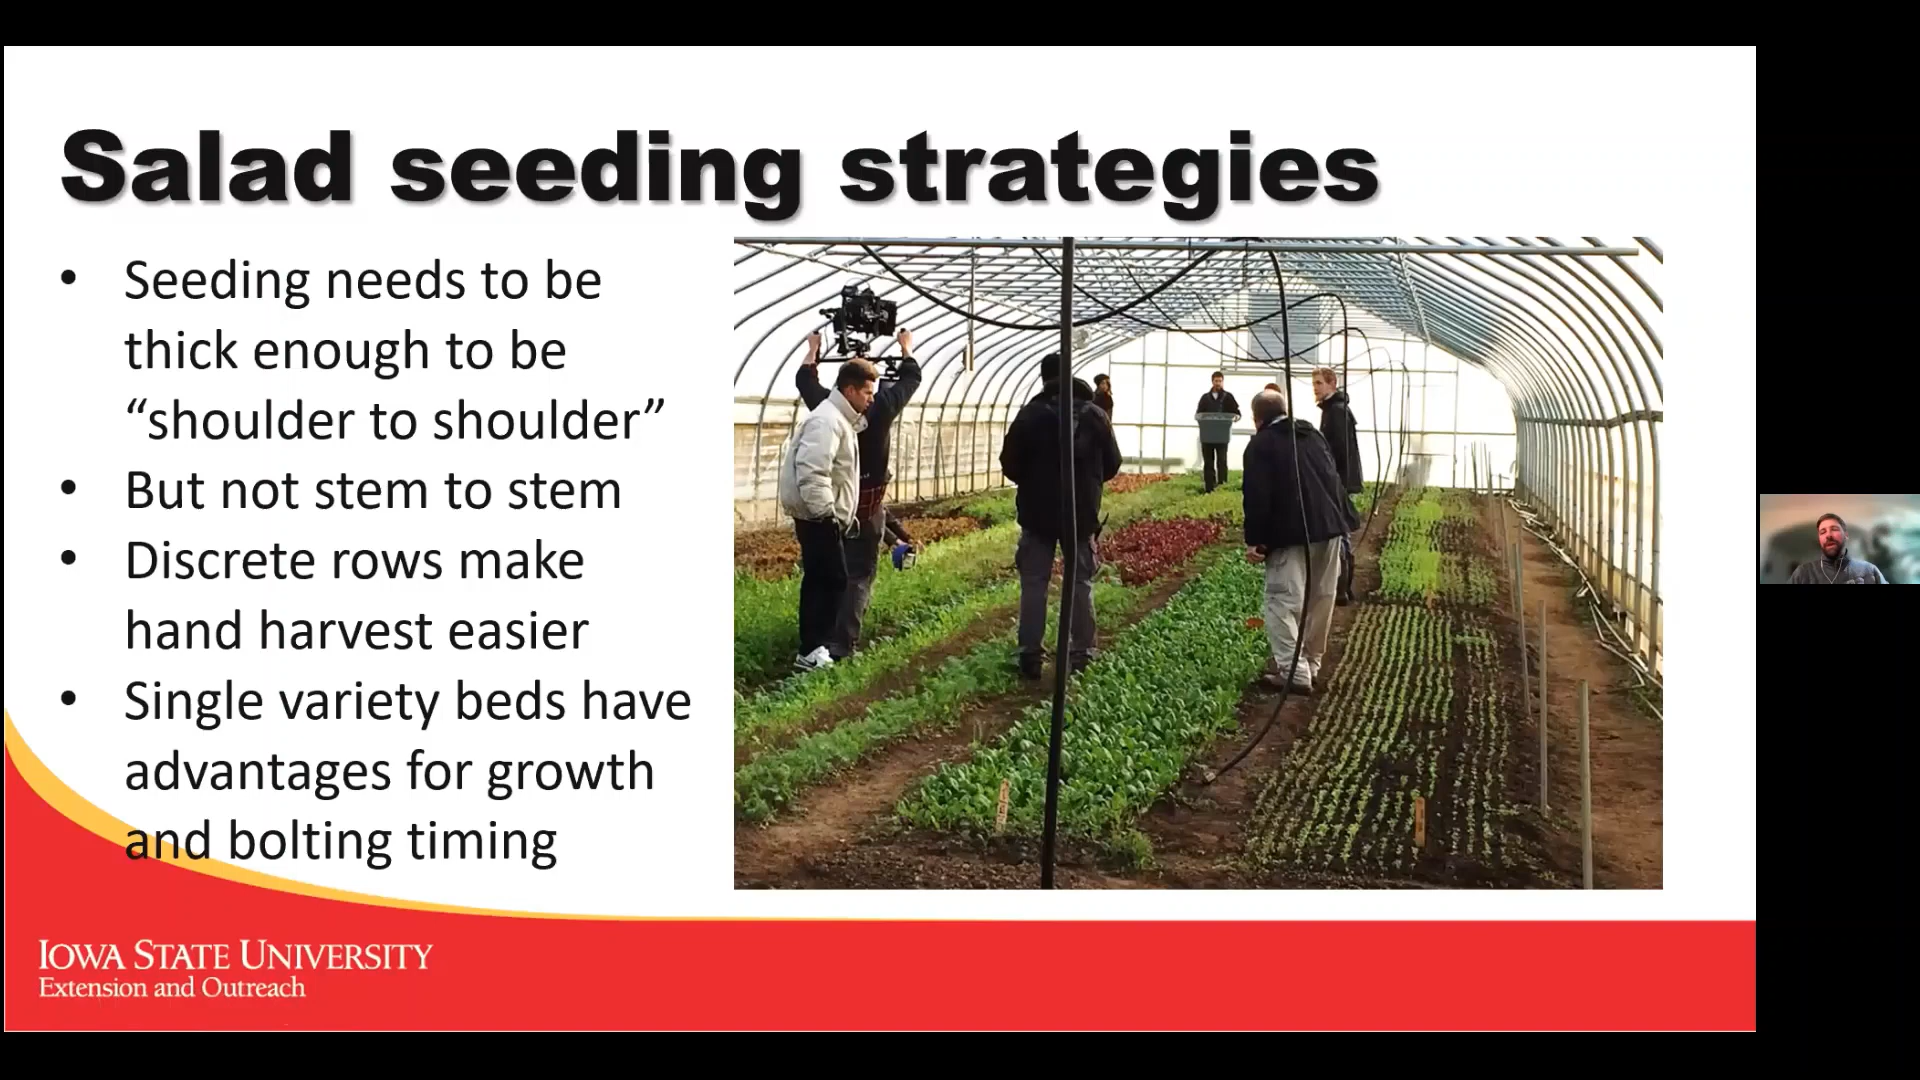 Salad seeding strategies
• Seeding needs to be
thick enough to be
“shoulder to shoulder”
• But not stem to stem
• Discrete rows make
hand harvest easier
• Single variety beds have
advantages for growth
and bolting timing
IOWA STATE UNIVERSITY
Extension and Outreach